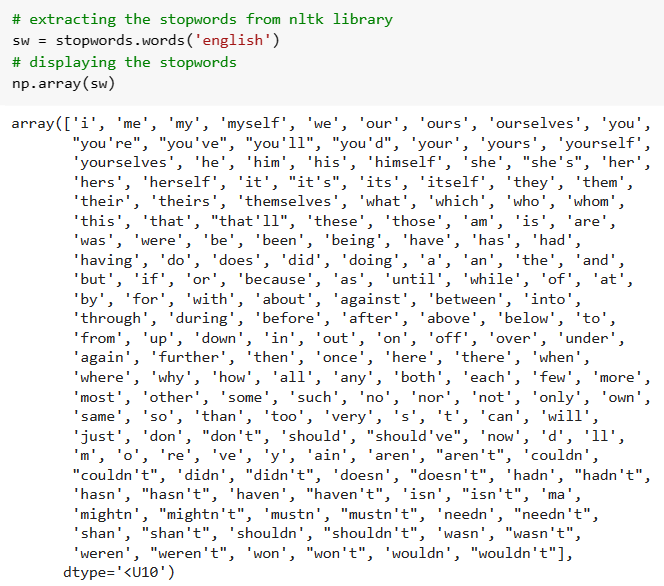 # extracting the stopwords from nltk library
sw = stopwords.words('english')
# displaying the stopwords
np.array(sw)
array(['i', 'me', 'my', 'myself', 'we', 'our', 'ours', 'ourselves', 'you',
"you're", "you've", "you'll", "you'd", 'your', 'yours', 'yourself',
'yourselves', 'he', 'him', 'his', 'himself', 'she', "she's", 'her',
'hers', 'herself', 'it', "it's", 'its', 'itself', 'they', 'them',
'their', 'theirs', 'themselves', 'what', 'which', 'who', 'whom',
'this', 'that', "that'll", 'these', 'those', 'am', 'is', 'are',
'was', 'were', 'be', 'been', 'being', 'have', 'has', 'had',
'having', 'do', 'does', 'did', 'doing', 'a', 'an', 'the', 'and',
'but', 'if', 'or', 'because', 'as', 'until', 'while', 'of', 'at',
'by', 'for', 'with', 'about', 'against', 'between', 'into',
'through', 'during', 'before', 'after', 'above', 'below', 'to',
'from', 'up', 'down', 'in', 'out', 'on', 'off', 'over', 'under',
'again', 'further', 'then', 'once', 'here', 'there', 'when',
'where', 'why', 'how', 'all', 'any', 'both', 'each', 'few', 'more',
'most', 'other', 'some', 'such', 'no', 'nor', 'not', 'only', 'own',
'same', 'so', 'than', 'too', 'very', 's', 't', 'can', 'will',
'just', 'don', "don't", 'should', "should've", 'now', 'd', 'll',
'm', 'o', 're', 've', 'y', 'ain', 'aren', "aren't", 'couldn',
"couldn't", 'didn', "didn't", 'doesn', "doesn't", 'hadn', "hadn't",
'hasn', "hasn't", 'haven', "haven't", 'isn', "isn't", 'ma',
'mightn', "mightn't", 'mustn', "mustn't", 'needn', "needn't",
'shan', "shan't", 'shouldn', "shouldn't", 'wasn', "wasn't",
'weren', "weren't", 'won', "won't", 'wouldn', "wouldn't"],
dtype='<U10')